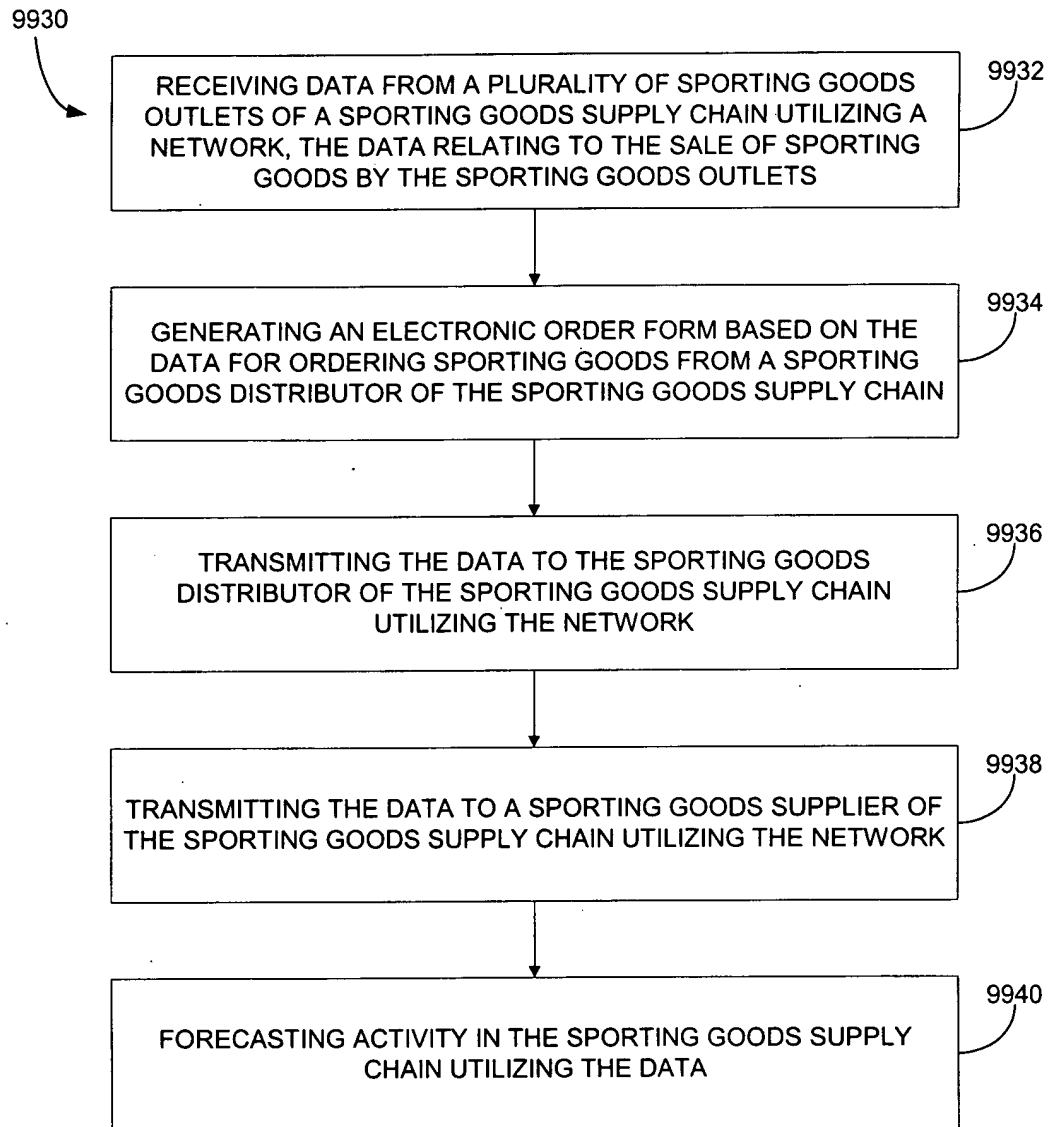 9930
RECEIVING DATA FROM A PLURALITY OF SPORTING GOODS
OUTLETS OF A SPORTING GOODS SUPPLY CHAIN UTILIZING A
NETWORK, THE DATA RELATING TO THE SALE OF SPORTING
GOODS BY THE SPORTING GOODS OUTLETS
9932
GENERATING AN ELECTRONIC ORDER FORM BASED ON THE
DATA FOR ORDERING SPORTING GOODS FROM A SPORTING
GOODS DISTRIBUTOR OF THE SPORTING GOODS SUPPLY CHAIN
9934
TRANSMITTING THE DATA TO THE SPORTING GOODS
DISTRIBUTOR OF THE SPORTING GOODS SUPPLY CHAIN
UTILIZING THE NETWORK
9936
TRANSMITTING THE DATA TO A SPORTING GOODS SUPPLIER OF
THE SPORTING GOODS SUPPLY CHAIN UTILIZING THE NETWORK
9938
FORECASTING ACTIVITY IN THE SPORTING GOODS SUPPLY
CHAIN UTILIZING THE DATA
9940